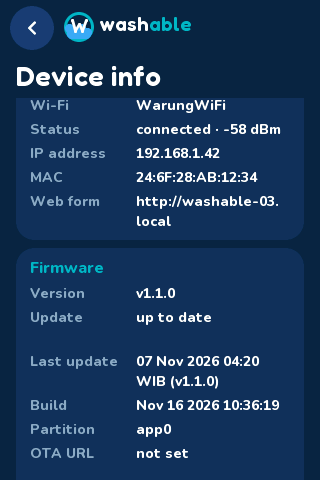 W washable
Device info
Wi-Fi WarungWiFi
Status connected · -58 dBm
IP address 192.168.1.42
MAC 24:6F:28:AB:12:34
Web form http://washable-03.
local
Firmware
Version v1.1.0
Update up to date
Last update 07 Nov 2026 04:20
WIB (v1.1.0)
Build Nov 16 2026 10:36:19
Partition app0
OTA URL not set